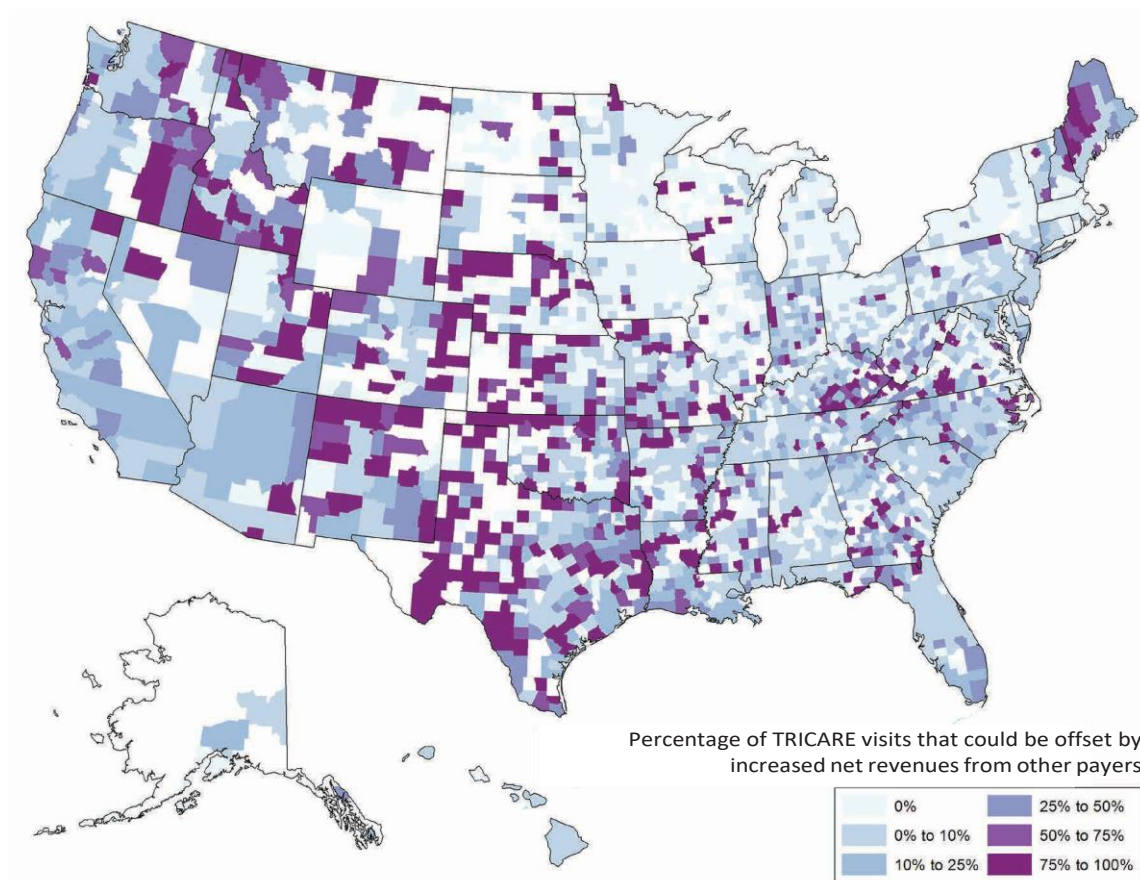 Percentage of TRICARE visits that could be offset by
increased net revenues from other payers
0%
25% to 50%
0% to 10%
50% to 75%
10% to 25%
75% to 100%